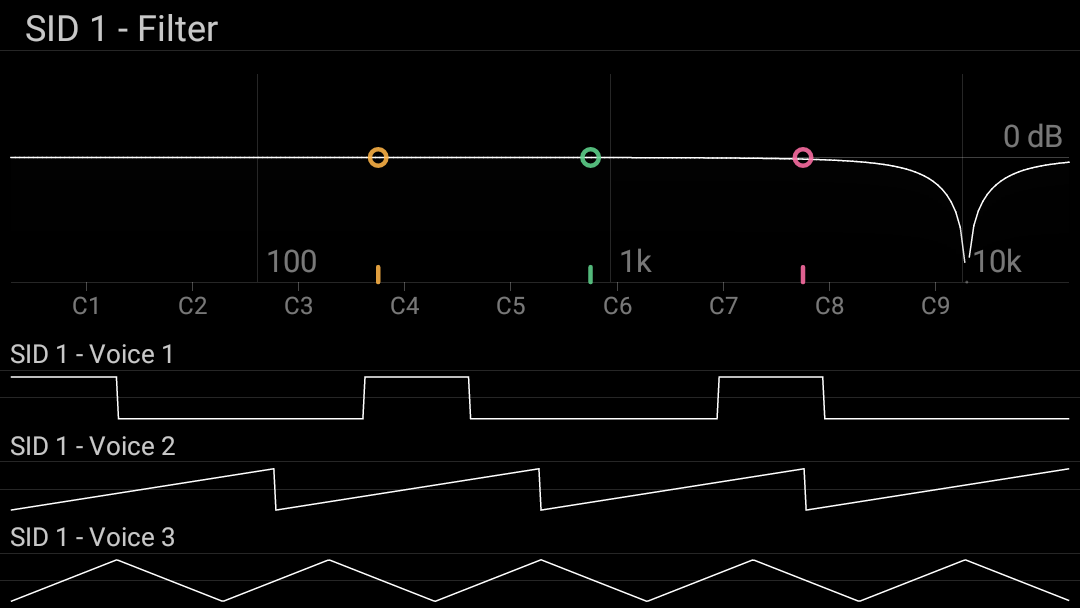 SID 1 - Filter
0 dB
100 1k 10k
C1 C2 C3 C4 C5 C6 C7 C8 C9
SID 1 - Voice 1
SID 1 - Voice 2
SID 1 - Voice 3